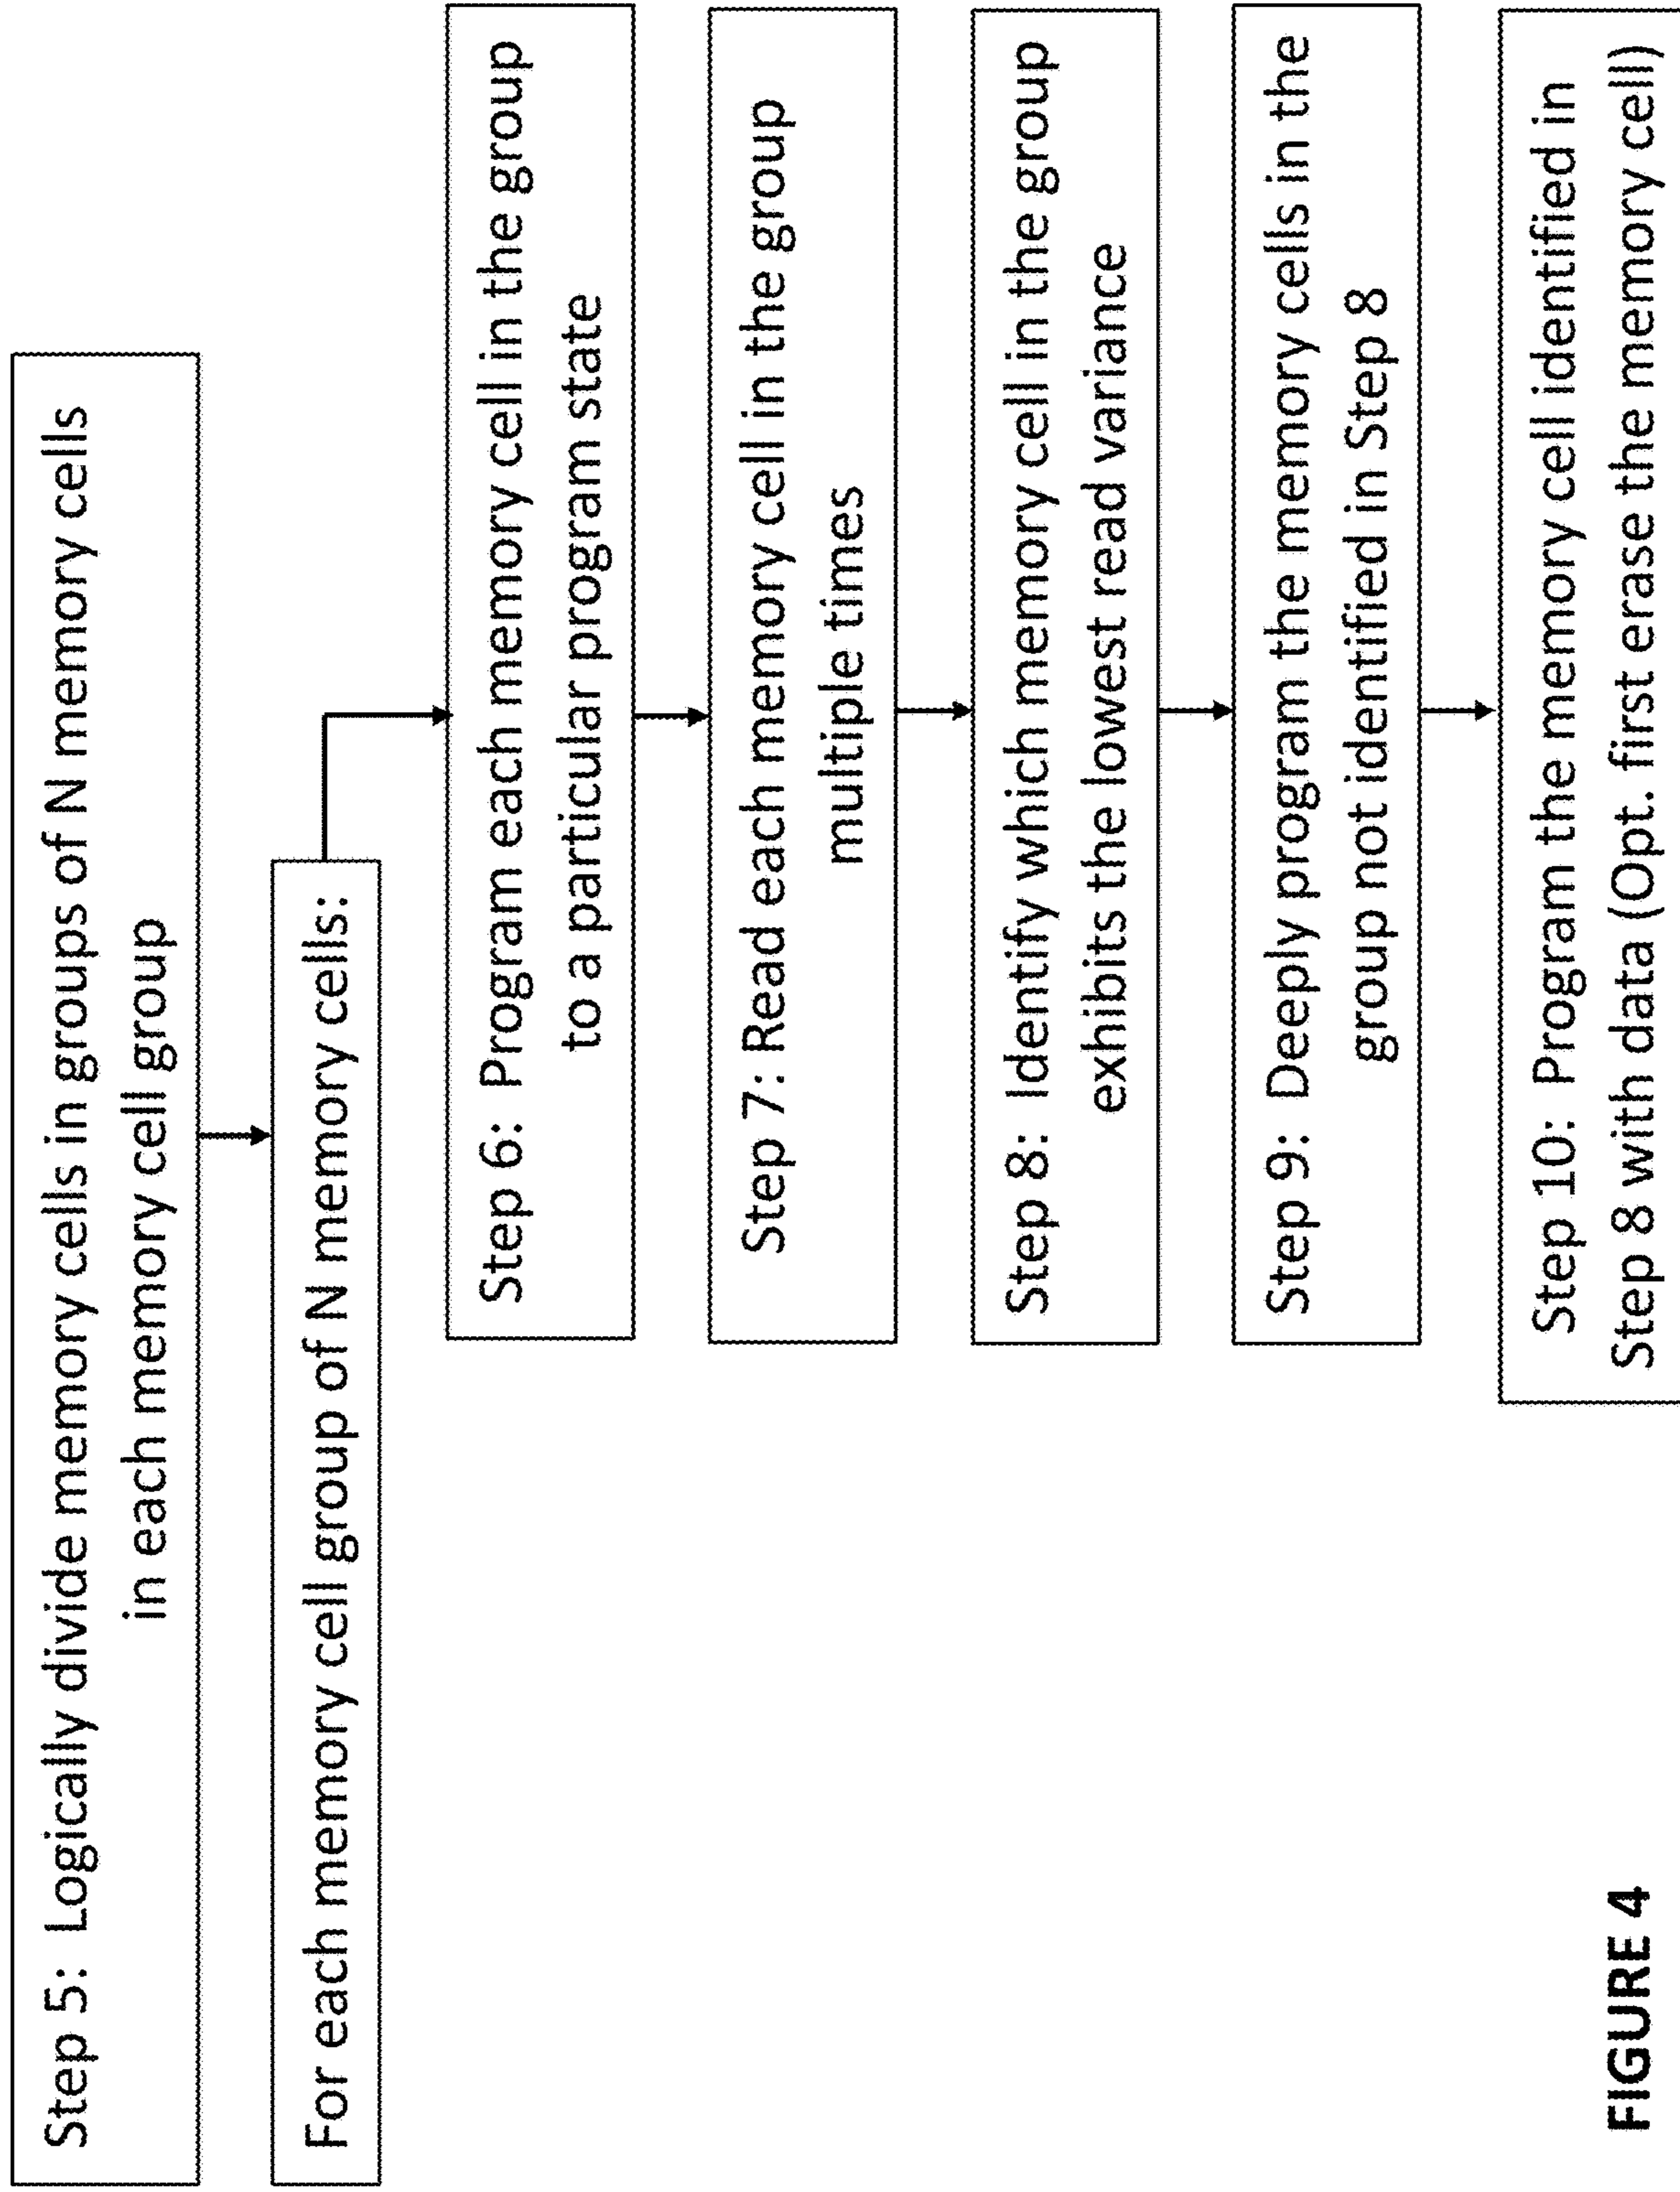 Step 5: Logically divide memory cells in groups of N memory cells
in each memory cell group
For each memory cell group of N memory cells:
Step 6: Program each memory cell in the group
to a particular program state
Step 7: Read each memory cell in the group
multiple times
Step 8: Identify which memory cell in the group
exhibits the lowest read variance
Step 9: Deeply program the memory cells in the
group not identified in Step 8
Step 10: Program the memory cell identified in
Step 8 with data (Opt. first erase the memory cell)
FIGURE 4